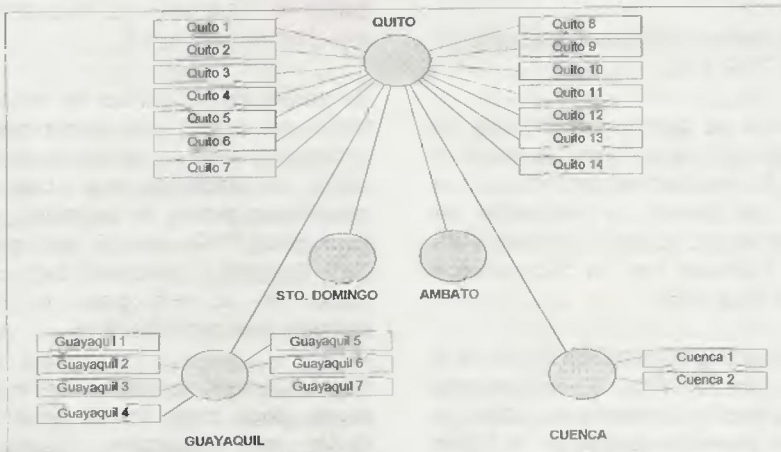 QUITO
Quito 1
Quito 2
Quito 3
Quito 4
Quito 5
Quito 6
Quito 7
Quito 8
Quito 9
Quito 10
Quito 11
Quito 12
Quito 13
Quito 14
STO. DOMINGO
AMBATO
Guayaquil 1
Guayaquil 2
Guayaquil 3
Guayaquil 4
Guayaquil 5
Guayaquil 6
Guayaquil 7
GUAYAQUIL
Cuenca 1
Cuenca 2
CUENCA